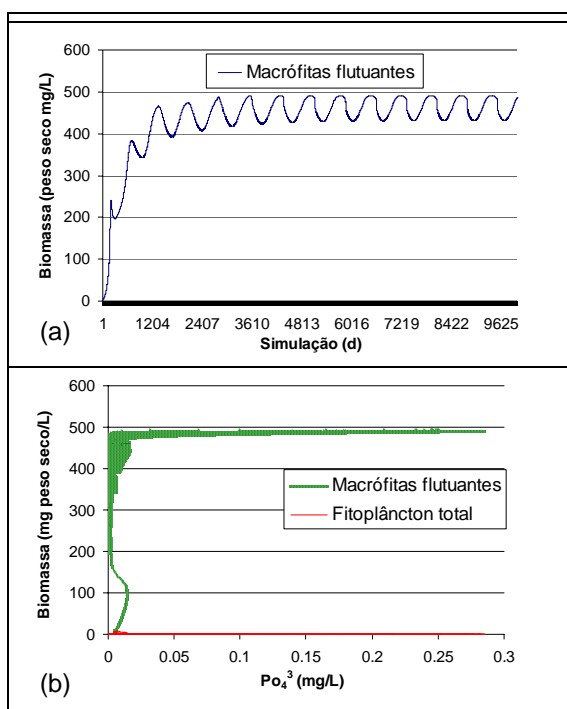 600
500
400
300
200
100
0
Biomassa (peso seco mg/L)
Macrófitas flutuantes
1 1204 2407 3610 4813 6016 7219 8422 9625
Simulação (d)
(a)
600
500
400
300
200
100
0
Biomassa (mg peso seco/L)
Macrófitas flutuantes
Fitoplâncton total
0 0.05 0.1 0.15 0.2 0.25 0.3
Po₄³ (mg/L)
(b)